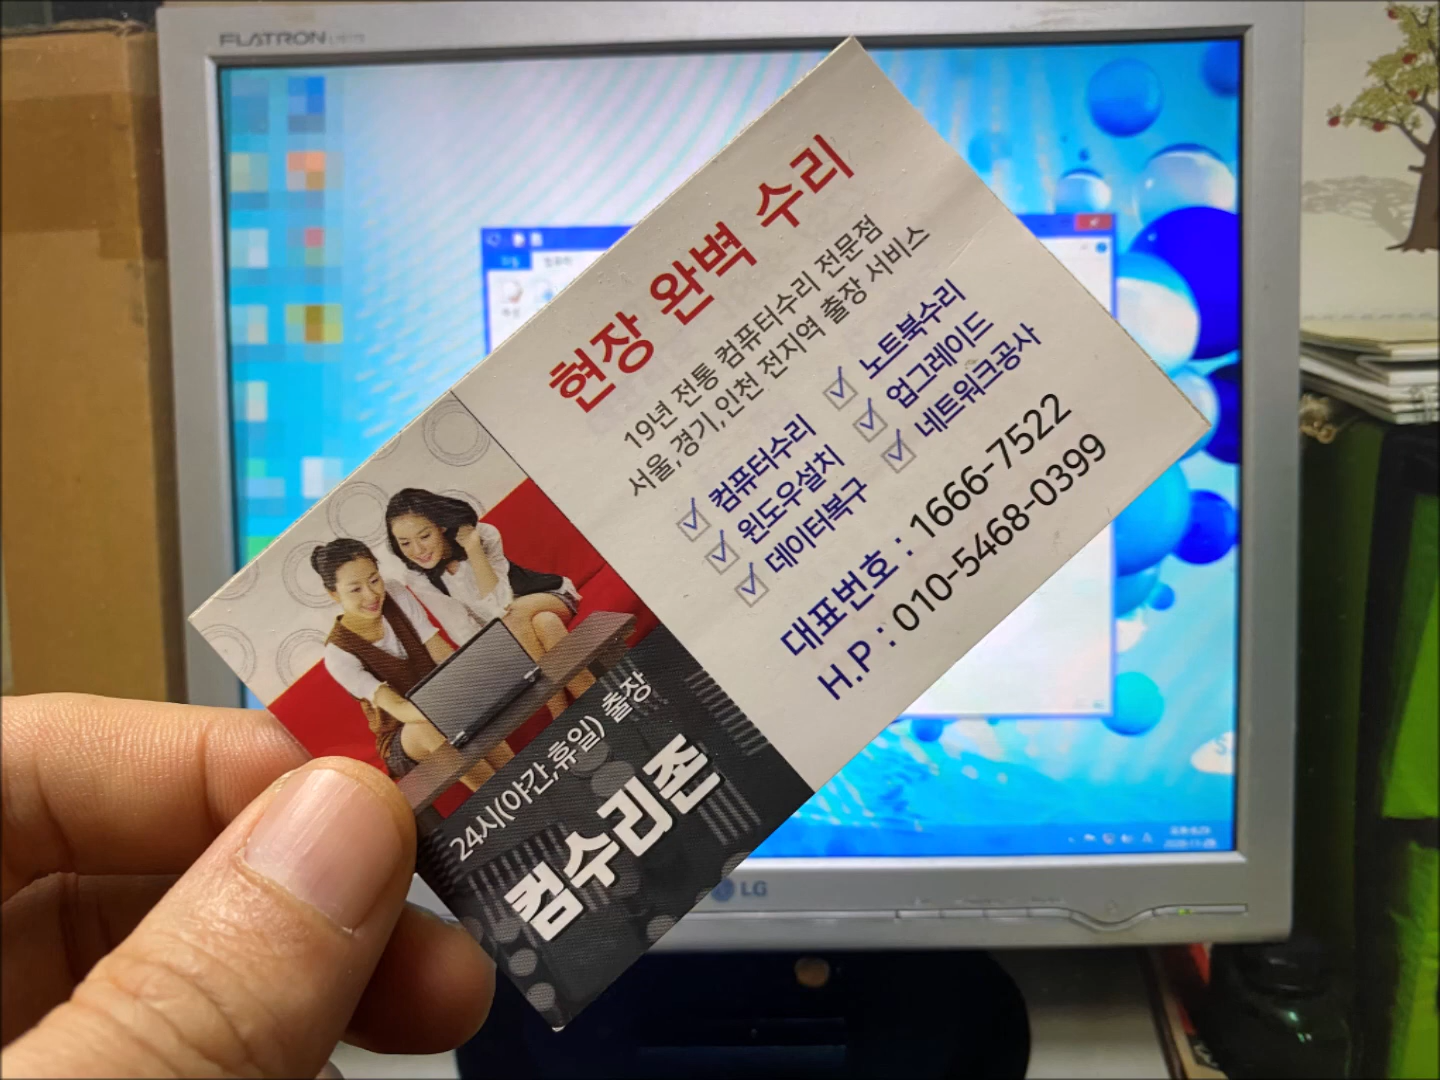 FLATRON
현장 완벽 수리
19년 전통 컴퓨터수리 전문점
서울,경기,인천 전지역 출장 서비스
컴퓨터수리
윈도우설치
데이터복구
노트북수리
업그레이드
네트워크공사
대표번호 : 1666-7522
H.P : 010-5468-0399
24시(야간,휴일) 출장
컴수리존
LG